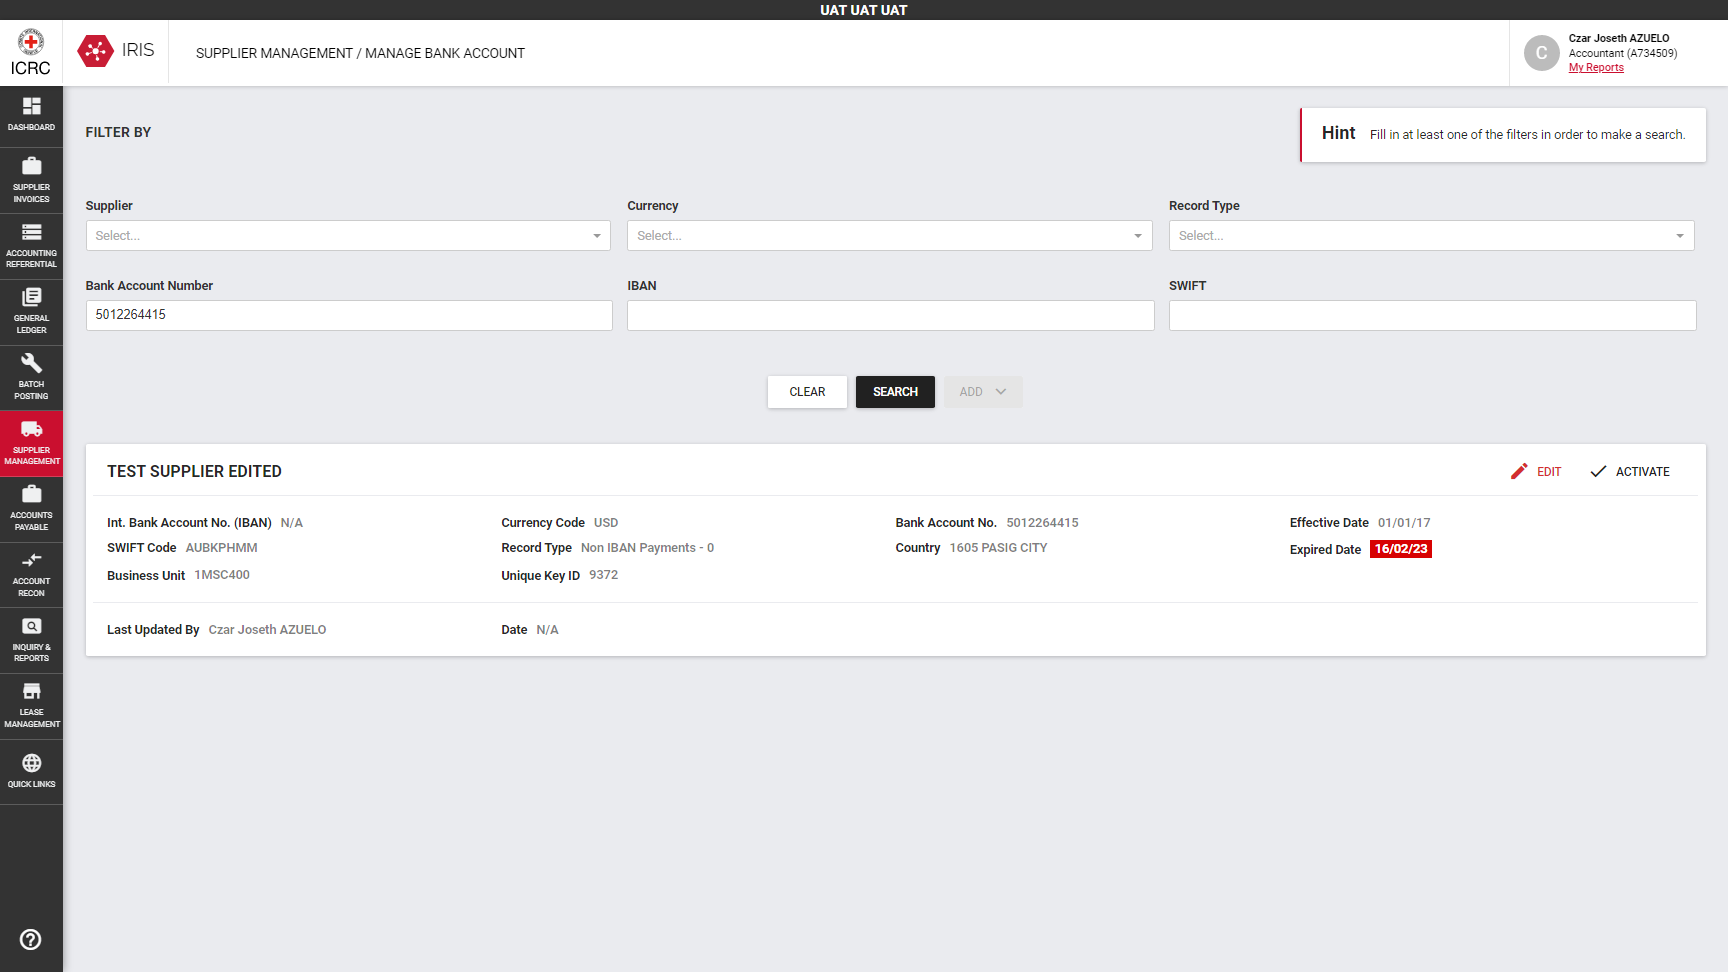 UAT UAT UAT
ICRC
IRIS
SUPPLIER MANAGEMENT / MANAGE BANK ACCOUNT
C
Czar Joseth AZUELO
Accountant (A734509)
My Reports
DASHBOARD
SUPPLIER
INVOICES
ACCOUNTING
REFERENTIAL
GENERAL
LEDGER
BATCH
POSTING
SUPPLIER
MANAGEMENT
ACCOUNTS
PAYABLE
ACCOUNT
RECON
INQUIRY &
REPORTS
LEASE
MANAGEMENT
QUICK LINKS
FILTER BY
Hint Fill in at least one of the filters in order to make a search.
Supplier Currency Record Type
Select... Select... Select...
Bank Account Number IBAN SWIFT
5012264415
CLEAR SEARCH ADD
TEST SUPPLIER EDITED EDIT ACTIVATE
Int. Bank Account No. (IBAN) N/A Currency Code USD Bank Account No. 5012264415 Effective Date 01/01/17
SWIFT Code AUBKPHMM Record Type Non IBAN Payments - 0 Country 1605 PASIG CITY Expired Date 16/02/23
Business Unit 1MSC400 Unique Key ID 9372
Last Updated By Czar Joseth AZUELO Date N/A